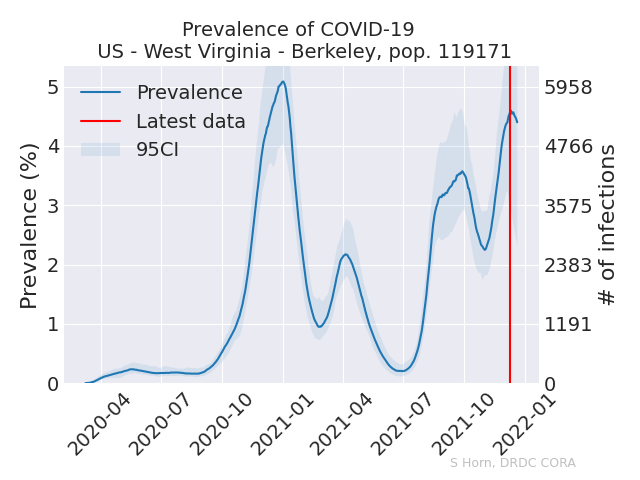 Prevalence of COVID-19
US - West Virginia - Berkeley, pop. 119171
Prevalence
Latest data
95CI
Prevalence (%)
5
4
3
2
1
0
5958
4766
3575
2383
1191
0
# of infections
2020-04
2020-07
2020-10
2021-01
2021-04
2021-07
2021-10
2022-01
S Horn, DRDC CORA